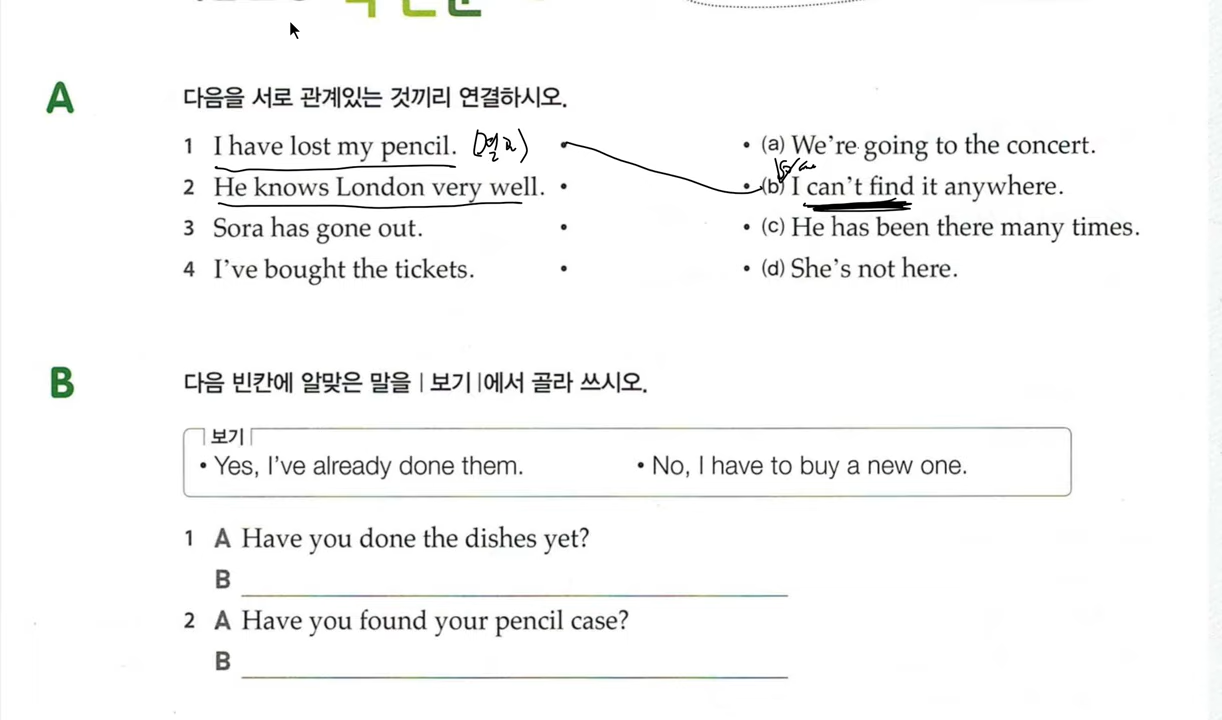 A 다음을 서로 관계있는 것끼리 연결하시오.
1 I have lost my pencil. • • (a) We're going to the concert.
2 He knows London very well. • • (b) I can't find it anywhere.
3 Sora has gone out. • • (c) He has been there many times.
4 I've bought the tickets. • • (d) She's not here.
B 다음 빈칸에 알맞은 말을 |보기|에서 골라 쓰시오.
보기
• Yes, I've already done them. • No, I have to buy a new one.
1 A Have you done the dishes yet?
B
2 A Have you found your pencil case?
B